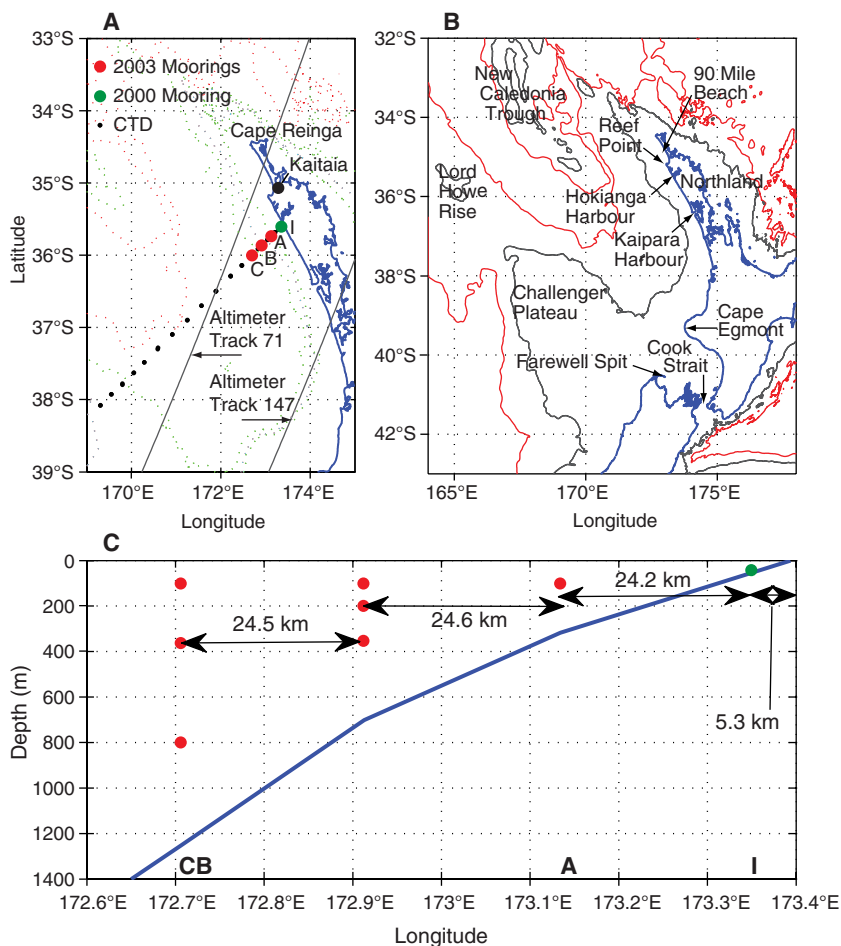 A
33°S
34°S
35°S
36°S
37°S
38°S
39°S
Latitude
2003 Moorings
2000 Mooring
CTD
Cape Reinga
Kaitaia
I
A
B
C
Altimeter
Track 71
Altimeter
Track 147
170°E
172°E
174°E
Longitude
B
32°S
34°S
36°S
38°S
40°S
42°S
New
Caledonia
Trough
90 Mile
Beach
Reef
Point
Lord
Howe
Rise
Northland
Hokianga
Harbour
Kaipara
Harbour
Challenger
Plateau
Cape
Egmont
Farewell Spit
Cook
Strait
165°E
170°E
175°E
Longitude
C
0
200
400
600
800
1000
1200
1400
Depth (m)
24.5 km
24.6 km
24.2 km
5.3 km
CB
A
I
172.6°E
172.7°E
172.8°E
172.9°E
173°E
173.1°E
173.2°E
173.3°E
173.4°E
Longitude